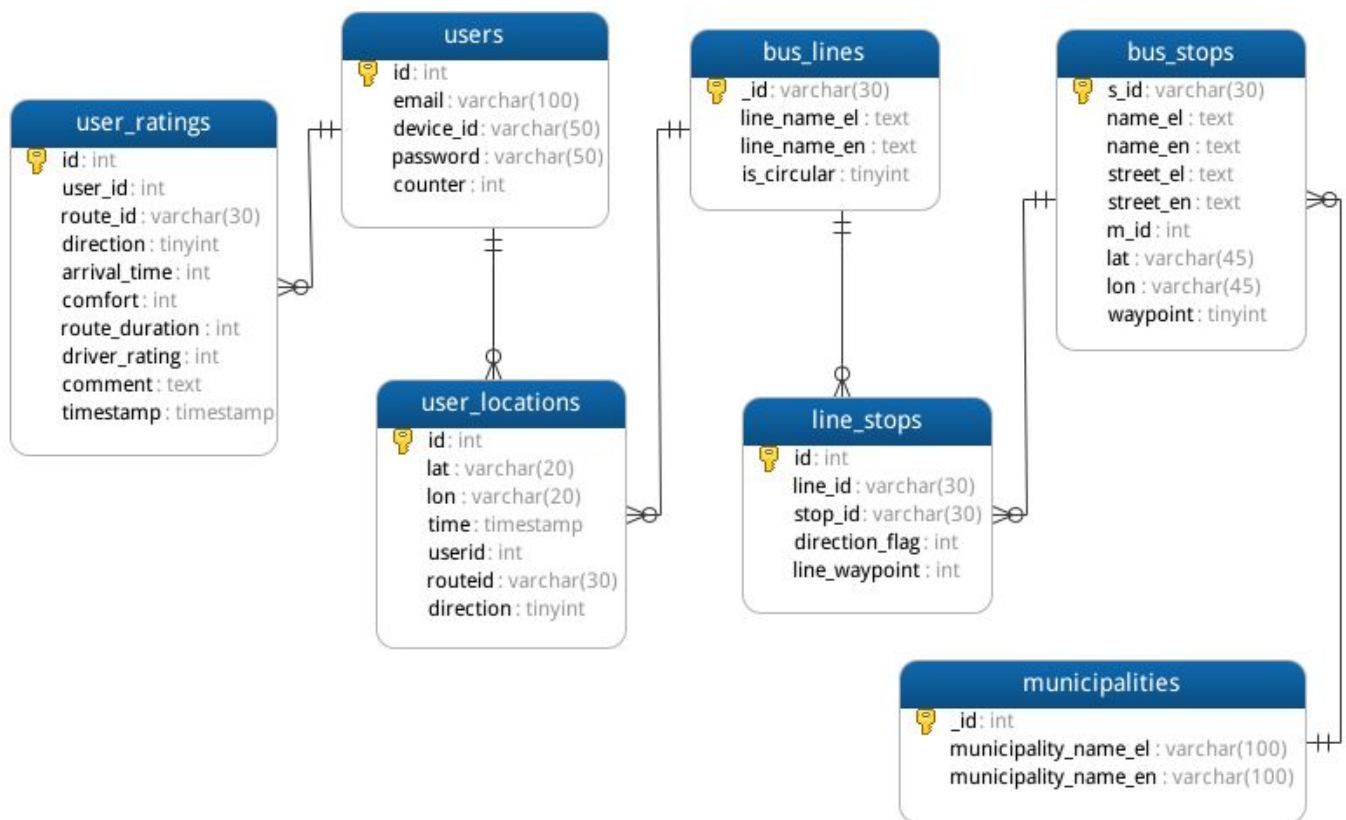 users
id: int
email: varchar(100)
device_id: varchar(50)
password: varchar(50)
counter: int
bus_lines
_id: varchar(30)
line_name_el: text
line_name_en: text
is_circular: tinyint
bus_stops
s_id: varchar(30)
name_el: text
name_en: text
street_el: text
street_en: text
m_id: int
lat: varchar(45)
lon: varchar(45)
waypoint: tinyint
user_ratings
id: int
user_id: int
route_id: varchar(30)
direction: tinyint
arrival_time: int
comfort: int
route_duration: int
driver_rating: int
comment: text
timestamp: timestamp
user_locations
id: int
lat: varchar(20)
lon: varchar(20)
time: timestamp
userid: int
routeid: varchar(30)
direction: tinyint
line_stops
id: int
line_id: varchar(30)
stop_id: varchar(30)
direction_flag: int
line_waypoint: int
municipalities
_id: int
municipality_name_el: varchar(100)
municipality_name_en: varchar(100)